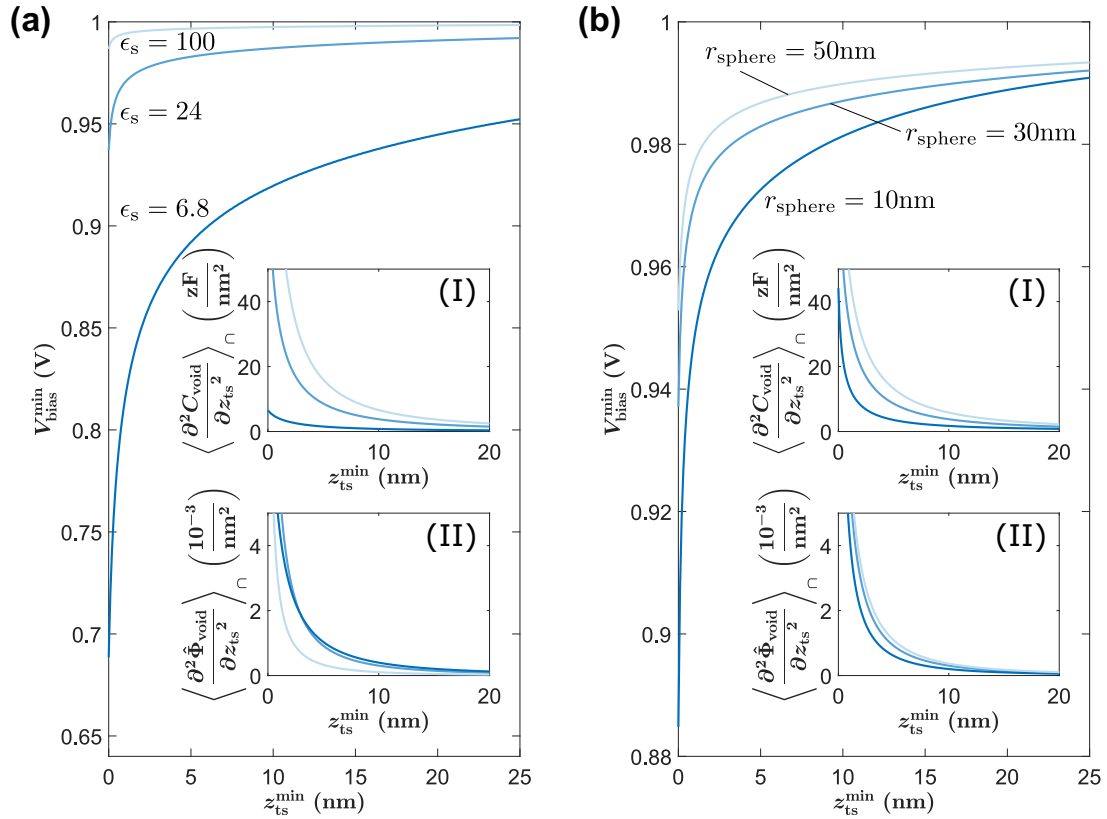 (a)
1
0.95
0.9
0.85
0.8
0.75
0.7
0.65
V_bias^min (V)
0 5 10 15 20 25
z_ts^min (nm)
ϵ_s = 100
ϵ_s = 24
ϵ_s = 6.8
(I)
⟨∂²C_void / ∂z_ts²⟩_∩ (zF / nm²)
40
20
0
0 10 20
z_ts^min (nm)
(II)
⟨∂²Φ̂_void / ∂z_ts²⟩_∩ (10⁻³ / nm²)
4
2
0
0 10 20
z_ts^min (nm)
(b)
1
0.98
0.96
0.94
0.92
0.9
0.88
V_bias^min (V)
0 5 10 15 20 25
z_ts^min (nm)
r_sphere = 50nm
r_sphere = 30nm
r_sphere = 10nm
(I)
⟨∂²C_void / ∂z_ts²⟩_∩ (zF / nm²)
40
20
0
0 10 20
z_ts^min (nm)
(II)
⟨∂²Φ̂_void / ∂z_ts²⟩_∩ (10⁻³ / nm²)
4
2
0
0 10 20
z_ts^min (nm)